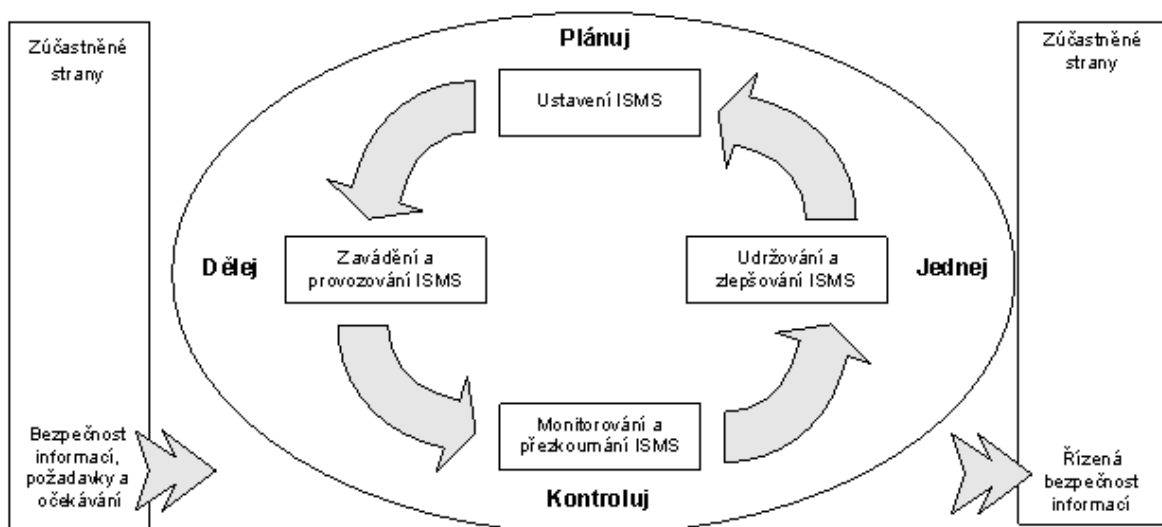 Zúčastněné
strany
Bezpečnost
informací,
požadavky a
očekávání
Plánuj
Ustavení ISMS
Dělej
Zavádění a
provozování ISMS
Udržování a
zlepšování ISMS
Jednej
Monitorování a
přezkoumání ISMS
Kontroluj
Zúčastněné
strany
Řízená
bezpečnost
informací